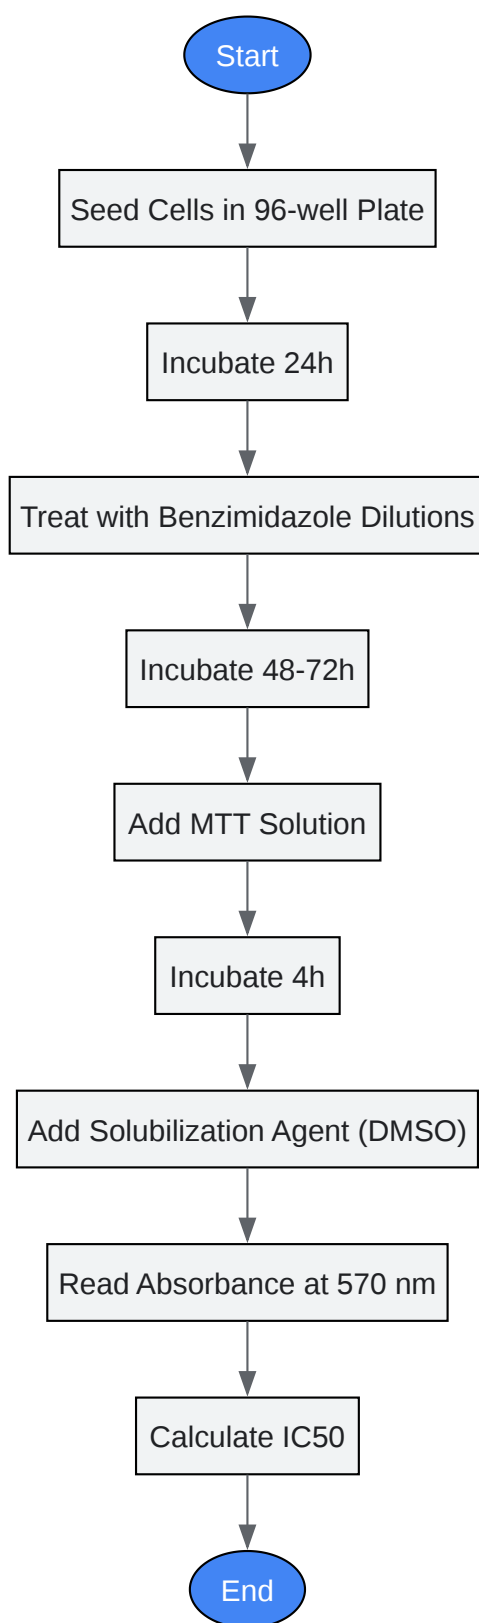 Start
Seed Cells in 96-well Plate
Incubate 24h
Treat with Benzimidazole Dilutions
Incubate 48-72h
Add MTT Solution
Incubate 4h
Add Solubilization Agent (DMSO)
Read Absorbance at 570 nm
Calculate IC50
End